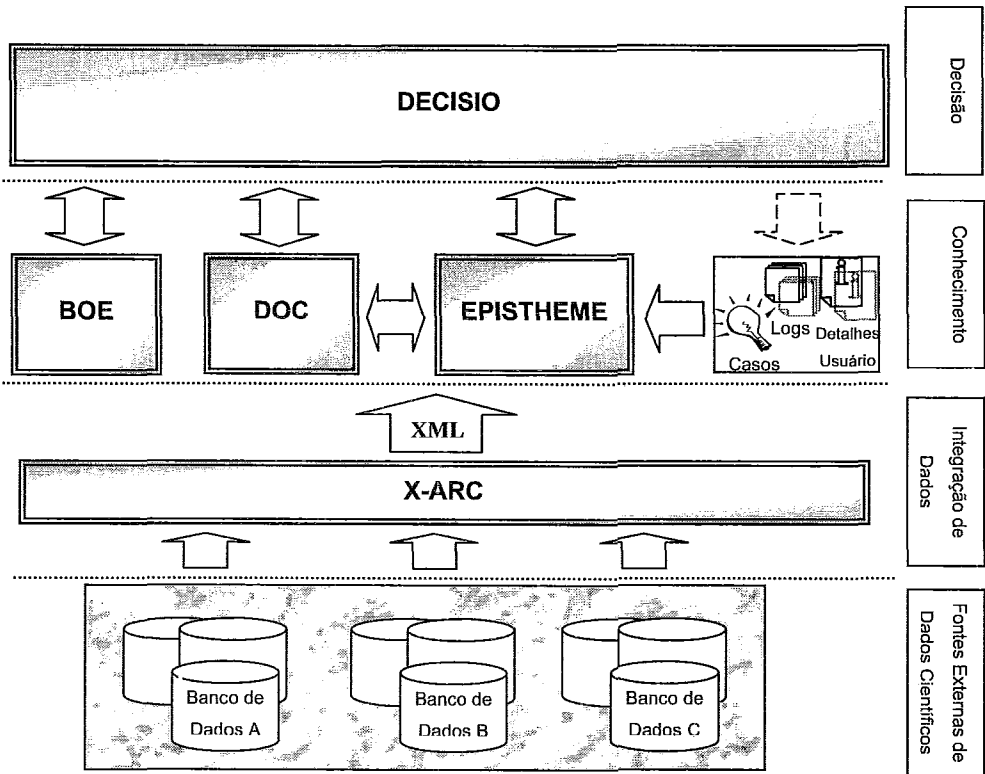 DECISIO
Decisão
BOE
DOC
EPISTHEME
Logs
Detalhes
Casos
Usuário
Conhecimento
XML
X-ARC
Integração de
Dados
Banco de
Dados A
Banco de
Dados B
Banco de
Dados C
Fontes Externas de
Dados Científicos